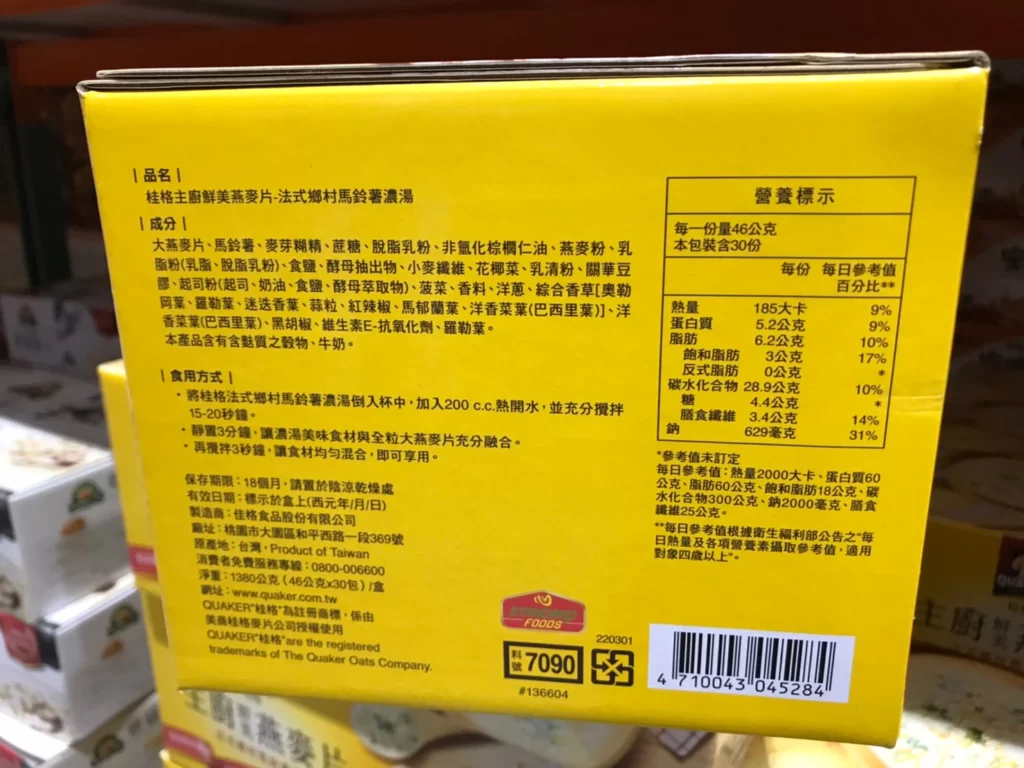 | 品名 |
桂格主廚鮮美燕麥片-法式鄉村馬鈴薯濃湯
| 成分 |
大燕麥片、馬鈴薯、麥芽糊精、蔗糖、脫脂乳粉、非氫化棕櫚仁油、燕麥粉、乳
脂粉(乳脂、脫脂乳粉)、食鹽、酵母抽出物、小麥纖維、花椰菜、乳清粉、關華豆
膠、起司粉(起司、奶油、食鹽、酵母萃取物)、菠菜、香料、洋蔥、綜合香草[奧勒
岡葉、羅勒葉、迷迭香葉、蒜粒、紅辣椒、馬郁蘭葉、洋香菜葉(巴西里葉)]、洋
香菜葉(巴西里葉)、黑胡椒、維生素E-抗氧化劑、羅勒葉。
本產品含有含麩質之穀物、牛奶。
| 食用方式 |
・將桂格法式鄉村馬鈴薯濃湯倒入杯中，加入200 c.c.熱開水，並充分攪拌
15-20秒鐘。
・靜置3分鐘，讓濃湯美味食材與全粒大燕麥片充分融合。
・再攪拌3秒鐘，讓食材均勻混合，即可享用。
保存期限：18個月，請置於陰涼乾燥處
有效日期：標示於盒上(西元年/月/日)
製造商：佳格食品股份有限公司
廠址：桃園市大園區和平西路一段369號
原產地：台灣，Product of Taiwan
消費者免費服務專線：0800-006600
淨重：1380公克（46公克x30包）/盒
網址：www.quaker.com.tw
QUAKER"桂格"為註冊商標，係由
美商桂格麥片公司授權使用
QUAKER"桂格"are the registered
trademarks of The Quaker Oats Company.
營養標示
每一份量46公克
本包裝含30份
每份 每日參考值
百分比**
熱量 185大卡 9%
蛋白質 5.2公克 9%
脂肪 6.2公克 10%
飽和脂肪 3公克 17%
反式脂肪 0公克 *
碳水化合物 28.9公克 10%
糖 4.4公克 *
膳食纖維 3.4公克 14%
鈉 629毫克 31%
*參考值未訂定
每日參考值：熱量2000大卡、蛋白質60
公克、脂肪60公克、飽和脂肪18公克、碳
水化合物300公克、鈉2000毫克、膳食
纖維25公克。
**每日參考值根據衛生福利部公告之"每
日熱量及各項營養素攝取參考值，適用
對象四歲以上"。
STANDARD
FOODS
料號 7090
220301
#136604
4 710043 045284
主廚
燕麥片
主廚
QUAKER